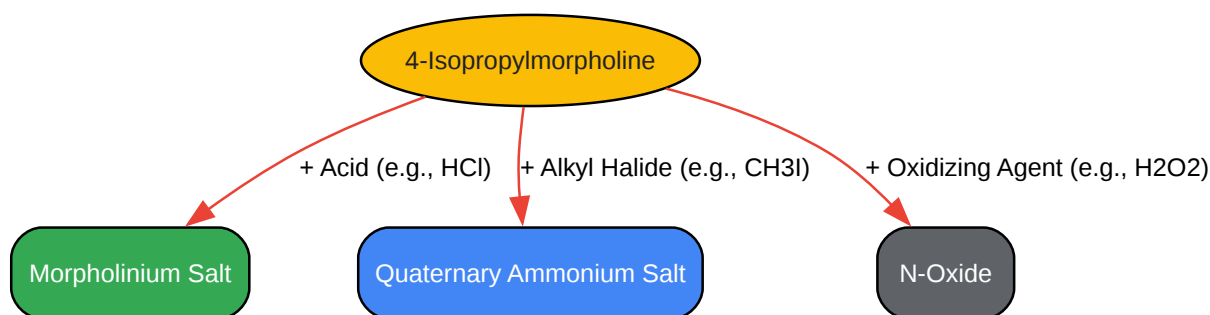 4-Isopropylmorpholine
+ Acid (e.g., HCl)
+ Alkyl Halide (e.g., CH3I)
+ Oxidizing Agent (e.g., H2O2)
Morpholinium Salt
Quaternary Ammonium Salt
N-Oxide